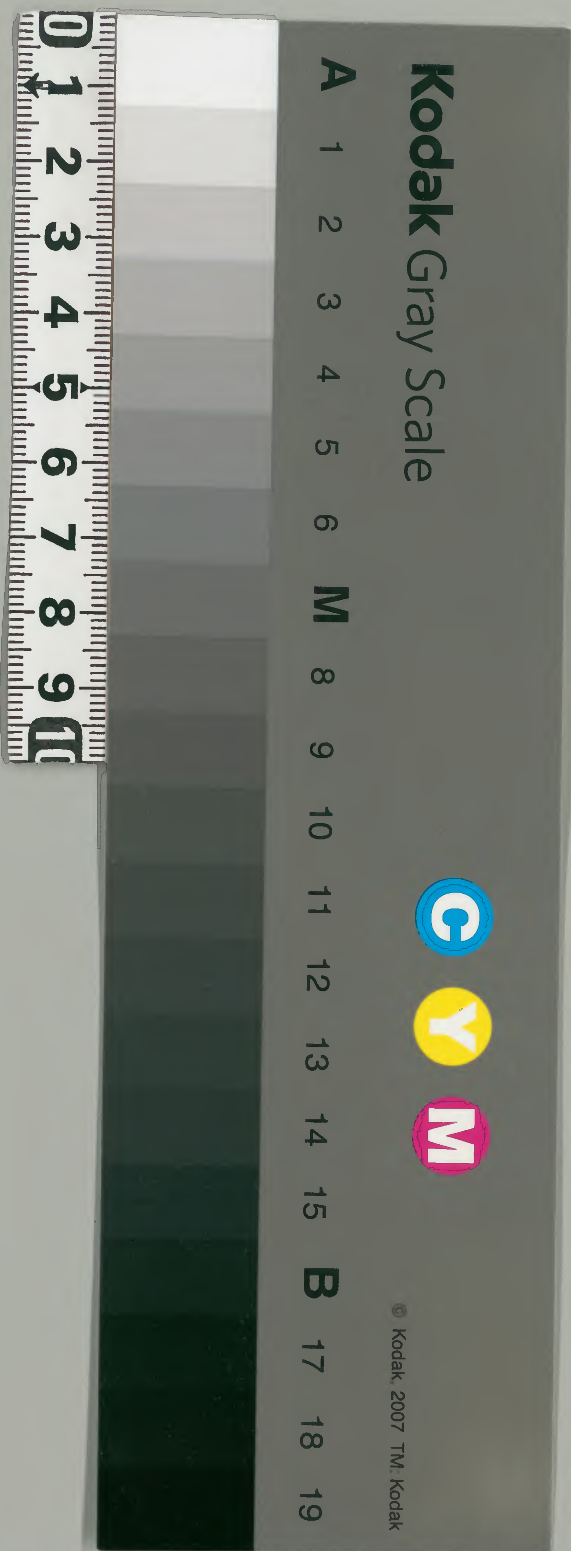 Kodak Gray Scale
C Y M
© Kodak, 2007 TM: Kodak
A 1 2 3 4 5 6 M 8 9 10 11 12 13 14 15 B 17 18 19
0 1 2 3 4 5 6 7 8 9 10